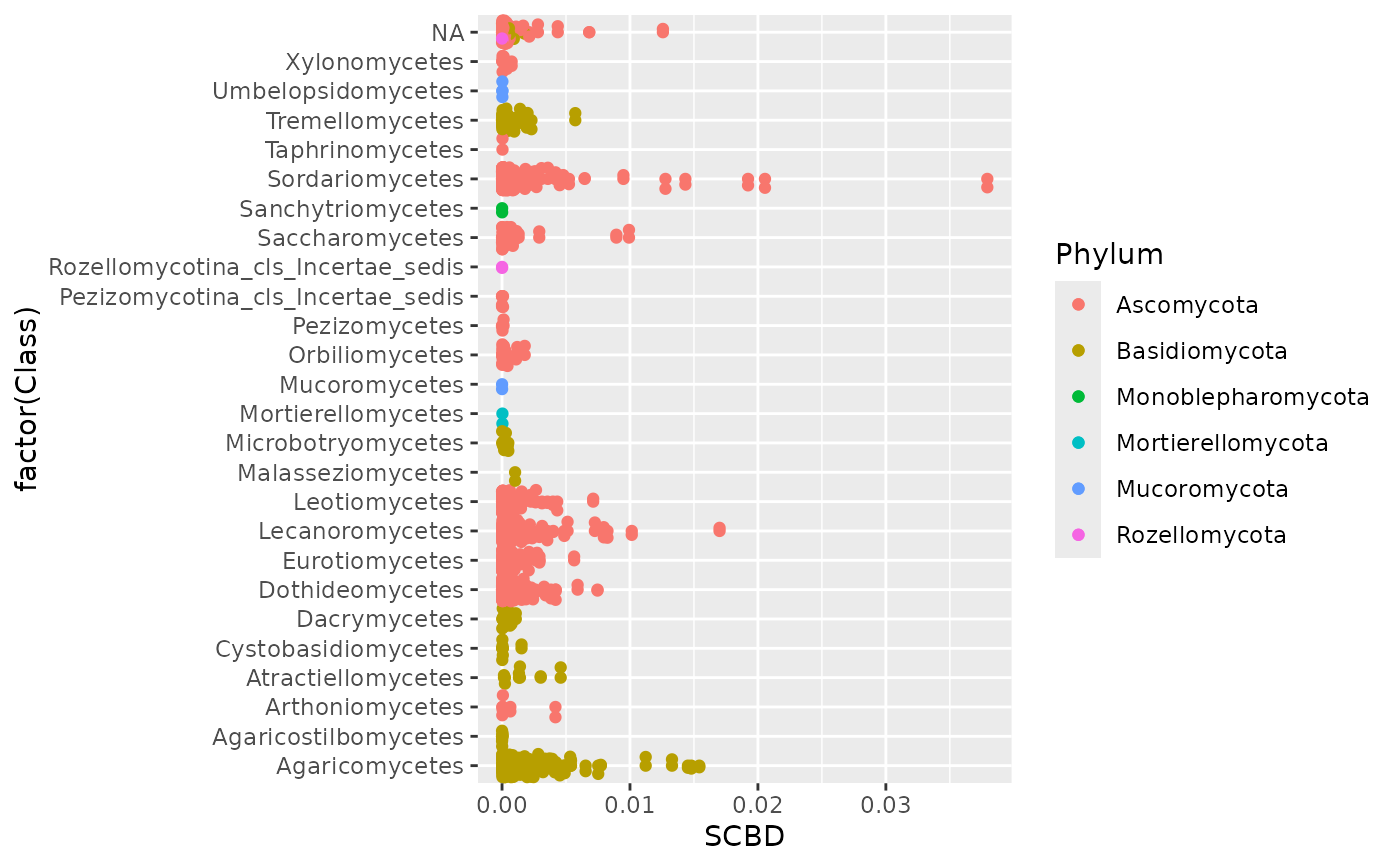 NA
Xylonomycetes
Umbelopsidomycetes
Tremellomycetes
Taphrinomycetes
Sordariomycetes
Sanchytriomycetes
Saccharomycetes
Rozellomycotina_cls_Incertae_sedis
Pezizomycotina_cls_Incertae_sedis
Pezizomycetes
Orbiliomycetes
Mucoromycetes
Mortierellomycetes
Microbotryomycetes
Malasseziomycetes
Leotiomycetes
Lecanoromycetes
Eurotiomycetes
Dothideomycetes
Dacrymycetes
Cystobasidiomycetes
Atractiellomycetes
Arthoniomycetes
Agaricostilbomycetes
Agaricomycetes
factor(Class)
0.00 0.01 0.02 0.03
SCBD
Phylum
Ascomycota
Basidiomycota
Monoblepharomycota
Mortierellomycota
Mucoromycota
Rozellomycota